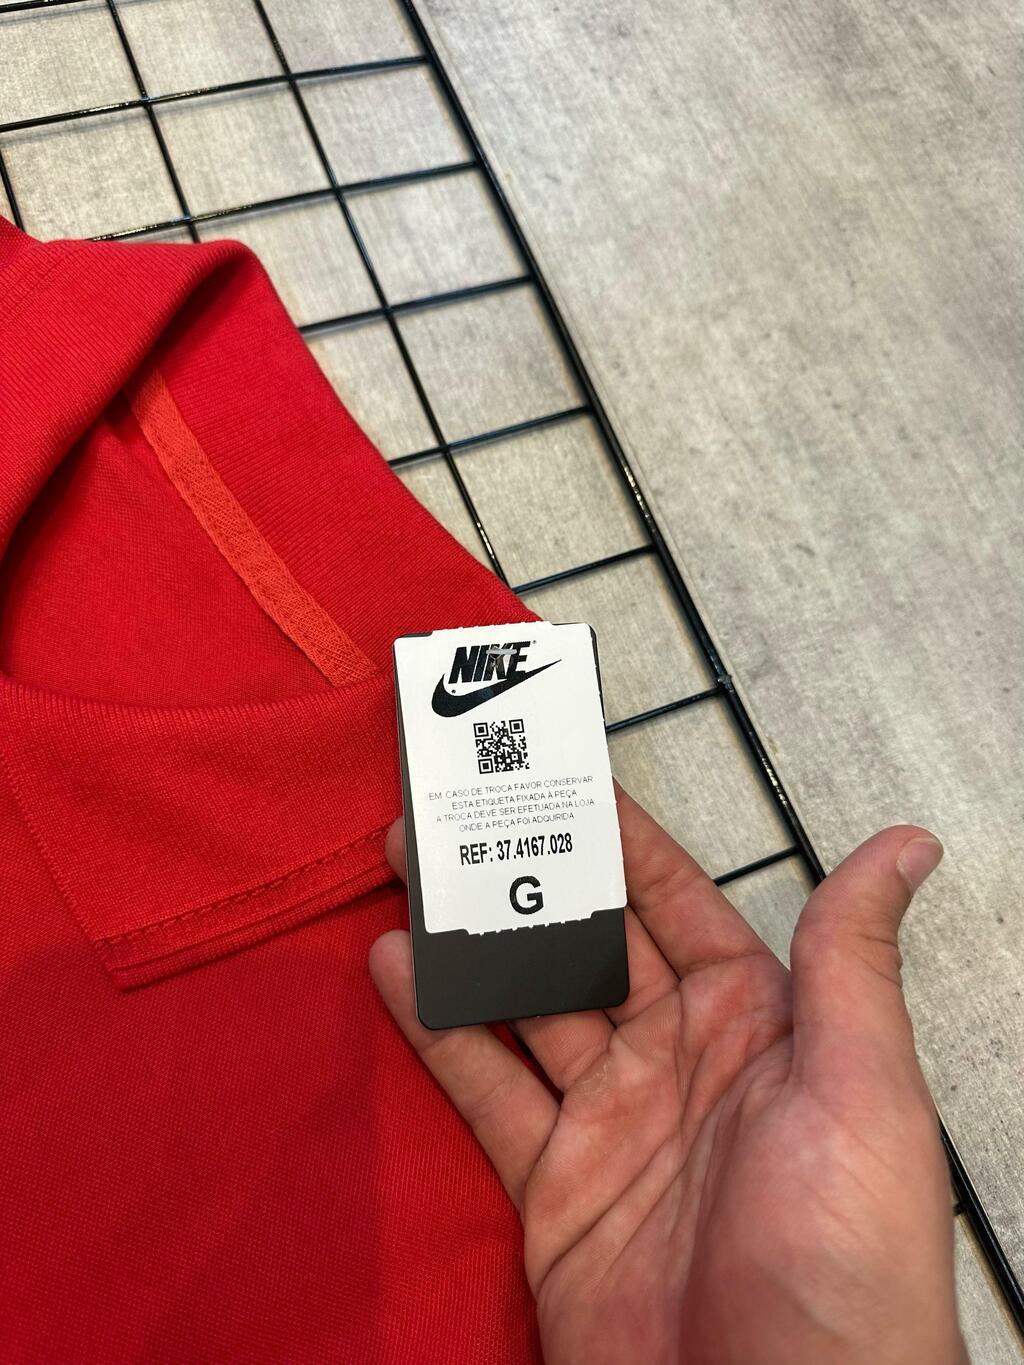 NIKE
EM CASO DE TROCA FAVOR CONSERVAR
ESTA ETIQUETA FIXADA À PEÇA
A TROCA DEVE SER EFETUADA NA LOJA
ONDE A PEÇA FOI ADQUIRIDA
REF: 37.4167.028
G